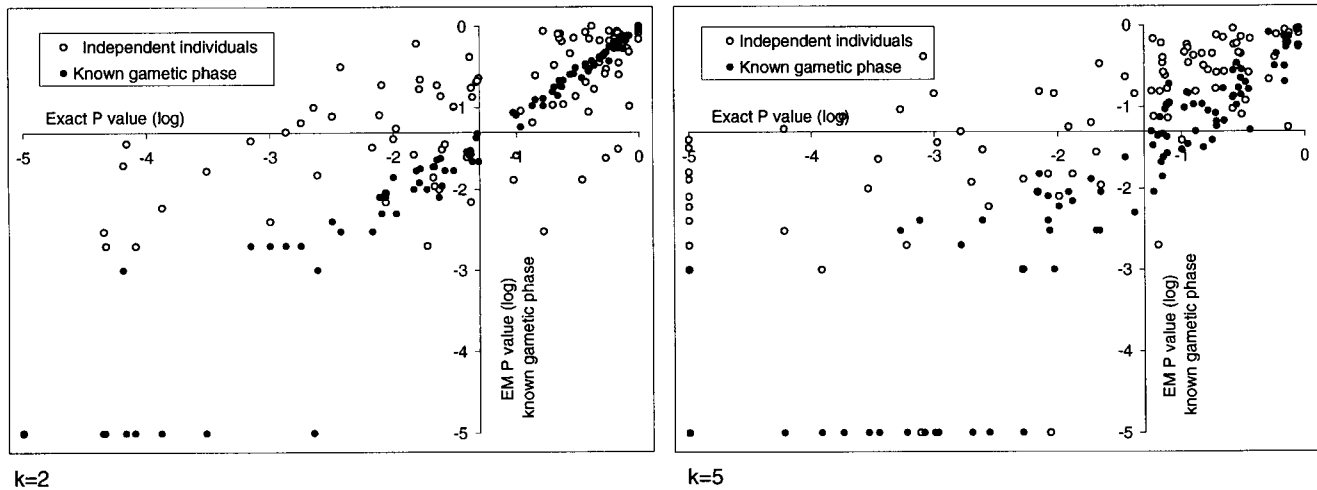 -0
Independent individuals
Known gametic phase
-1
Exact P value (log)
-5
-4
-3
-2
-1
0
-2
-3
-4
-5
EM P value (log)
known gametic phase
k=2
0
Independent individuals
Known gametic phase
-1
Exact P value (log)
-5
-4
-3
-2
-1
0
-2
-3
-4
-5
EM P value (log)
known gametic phase
k=5